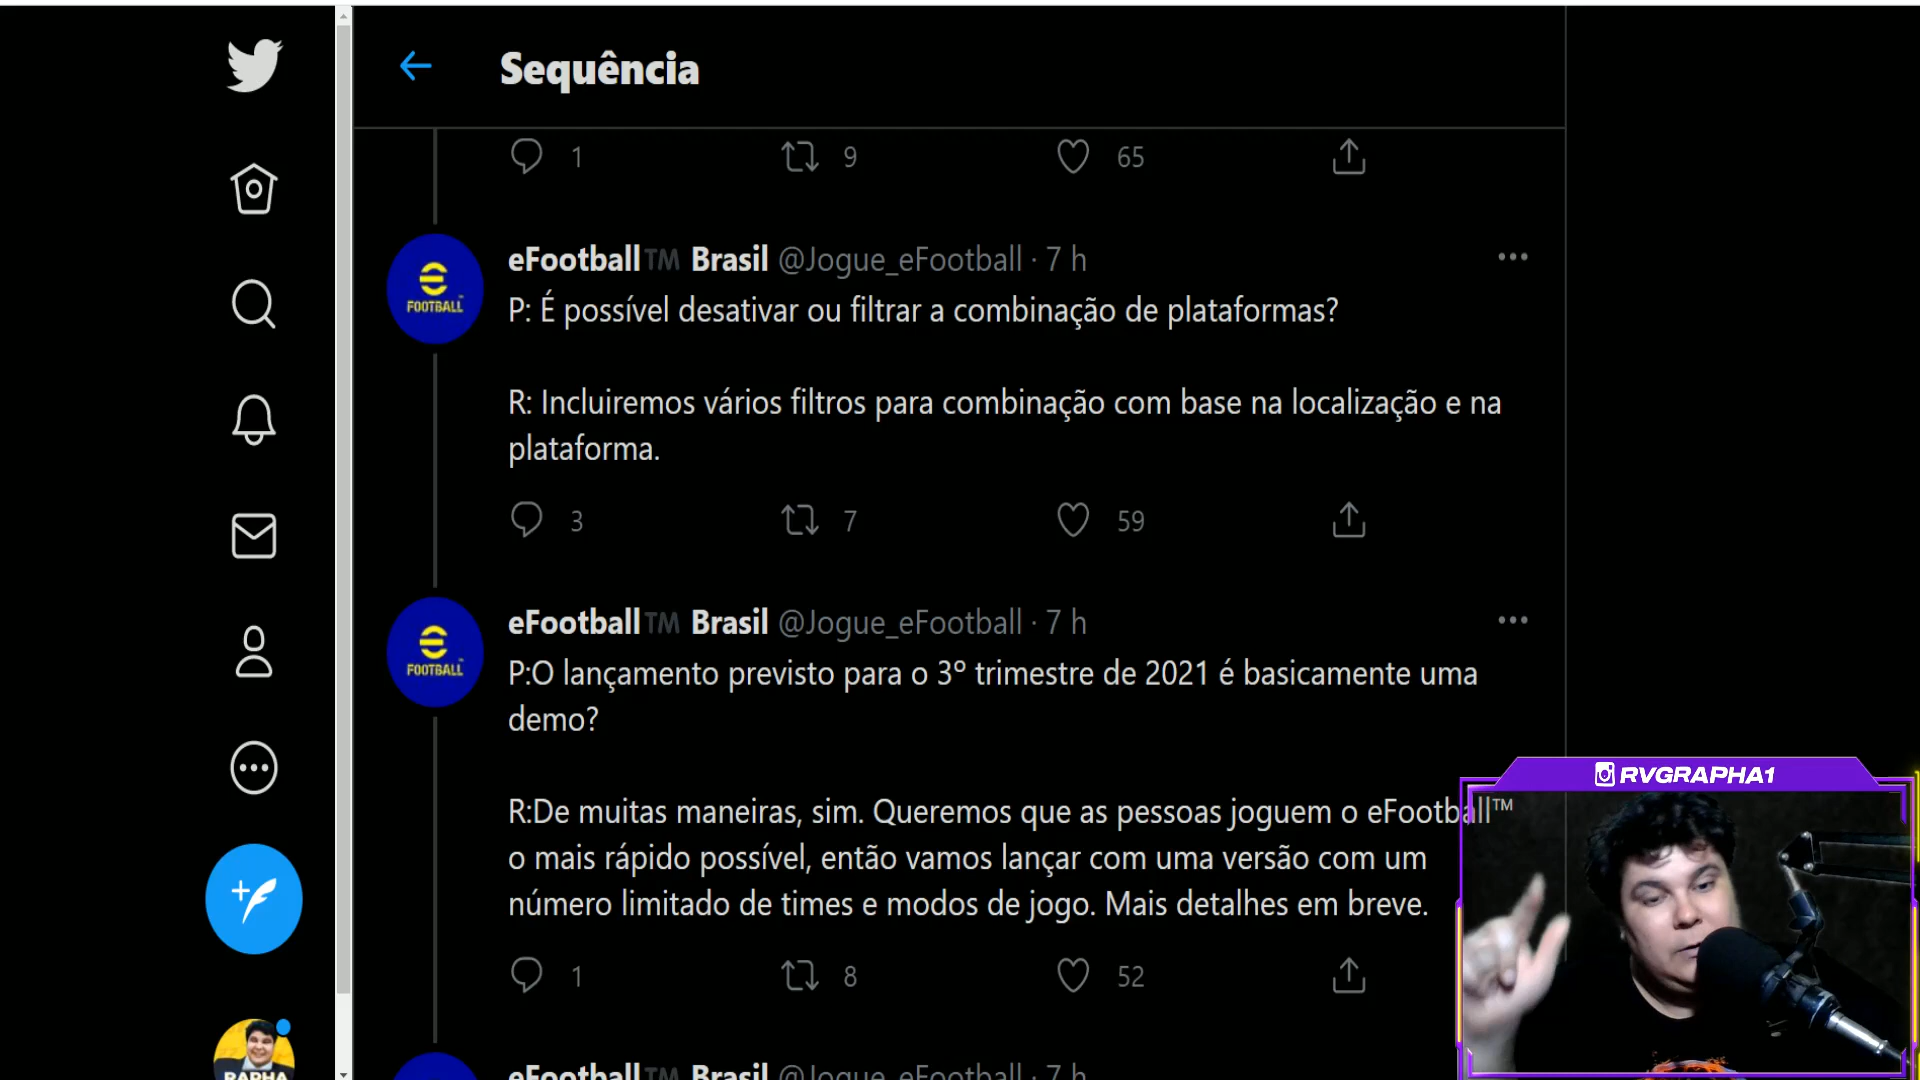 Sequência
1 9 65
eFootball™ Brasil @Jogue_eFootball · 7 h
P: É possível desativar ou filtrar a combinação de plataformas?
R: Incluiremos vários filtros para combinação com base na localização e na
plataforma.
3 7 59
FOOTBALL
eFootball™ Brasil @Jogue_eFootball · 7 h
P:O lançamento previsto para o 3º trimestre de 2021 é basicamente uma
demo?
R:De muitas maneiras, sim. Queremos que as pessoas joguem o eFootball™
o mais rápido possível, então vamos lançar com uma versão com um
número limitado de times e modos de jogo. Mais detalhes em breve.
1 8 52
FOOTBALL
RVGRAPHA1
eFootball™ Brasil @Jogue_eFootball · 7 h
RAPHA